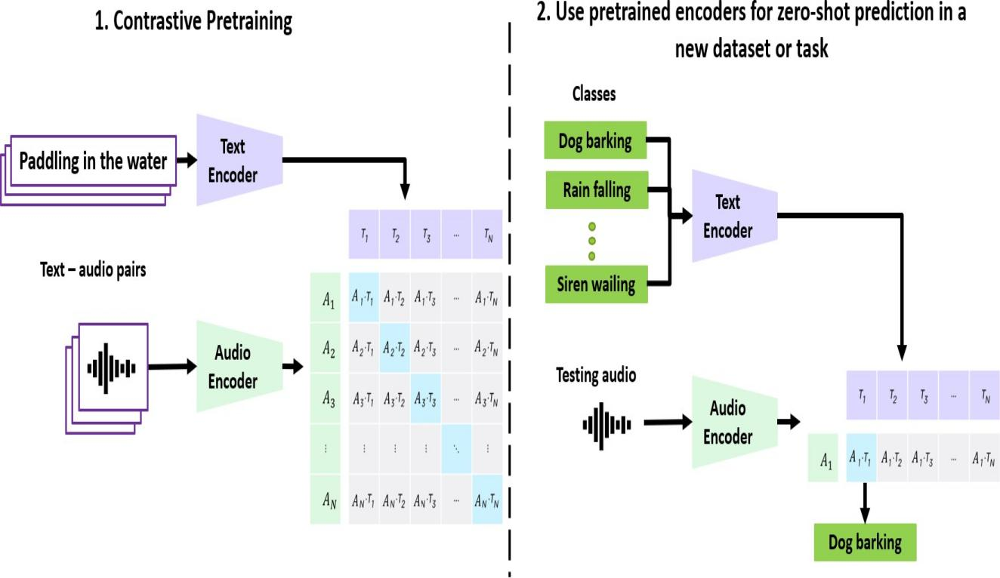 1. Contrastive Pretraining
Paddling in the water
Text
Encoder
T1 T2 T3 ... TN
Text – audio pairs
Audio
Encoder
A1 A1·T1 A1·T2 A1·T3 ... A1·TN
A2 A2·T1 A2·T2 A2·T3 ... A2·TN
A3 A3·T1 A3·T2 A3·T3 ... A3·TN
⋮ ⋮ ⋮ ⋮ ⋱ ⋮
AN AN·T1 AN·T2 AN·T3 ... AN·TN
2. Use pretrained encoders for zero-shot prediction in a
new dataset or task
Classes
Dog barking
Rain falling
Siren wailing
Text
Encoder
Testing audio
Audio
Encoder
T1 T2 T3 ... TN
A1 A1·T1 A1·T2 A1·T3 ... A1·TN
Dog barking